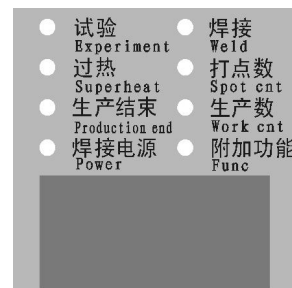 试验
Experiment
焊接
Weld
过热
Superheat
打点数
Spot cnt
生产结束
Production end
生产数
Work cnt
焊接电源
Power
附加功能
Func